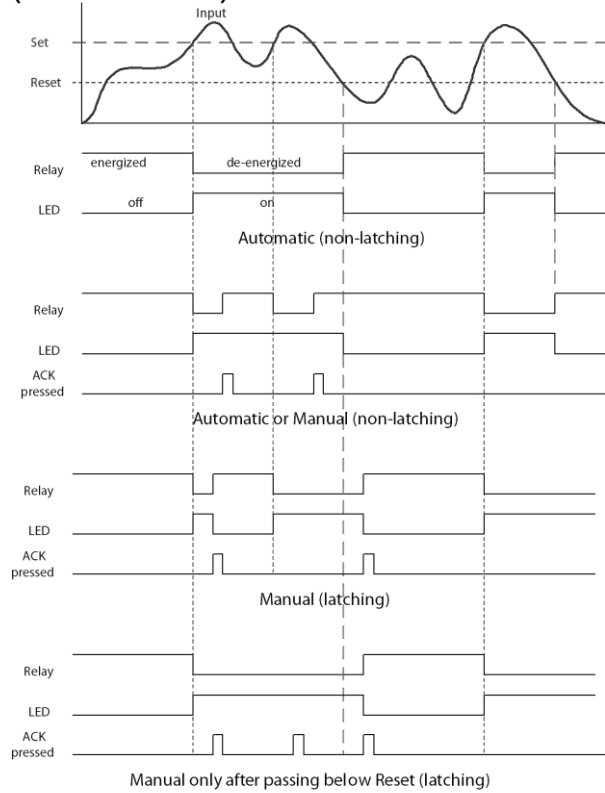 Input
Set
Reset
energized
de-energized
Relay
LED
off
on
Automatic (non-latching)
Relay
LED
ACK
pressed
Automatic or Manual (non-latching)
Relay
LED
ACK
pressed
Manual (latching)
Relay
LED
ACK
pressed
Manual only after passing below Reset (latching)